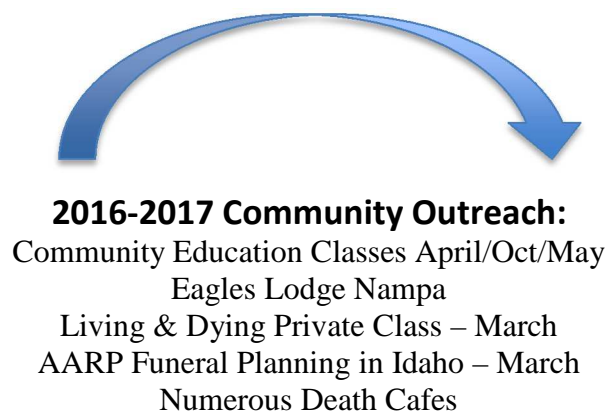 2016-2017 Community Outreach:
Community Education Classes April/Oct/May
Eagles Lodge Nampa
Living & Dying Private Class – March
AARP Funeral Planning in Idaho – March
Numerous Death Cafes